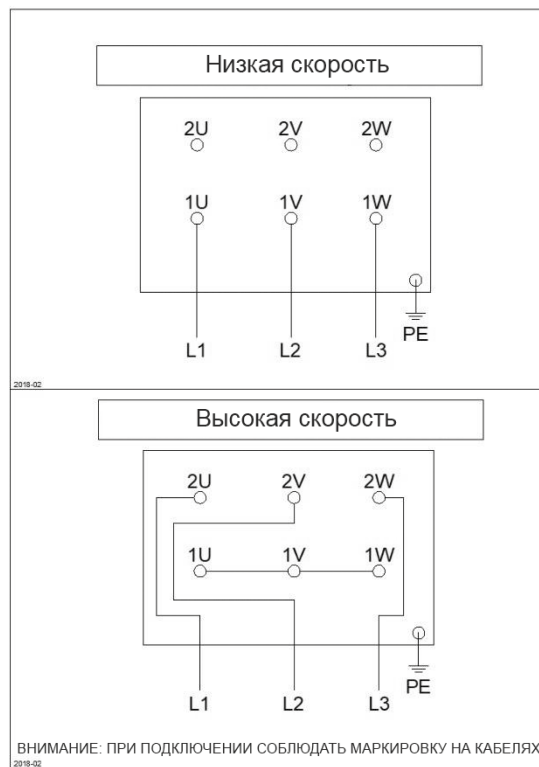 Низкая скорость
2U 2V 2W
1U 1V 1W
L1 L2 L3 PE
2018-02
Высокая скорость
2U 2V 2W
1U 1V 1W
L1 L2 L3 PE
ВНИМАНИЕ: ПРИ ПОДКЛЮЧЕНИИ СОБЛЮДАТЬ МАРКИРОВКУ НА КАБЕЛЯХ
2018-02